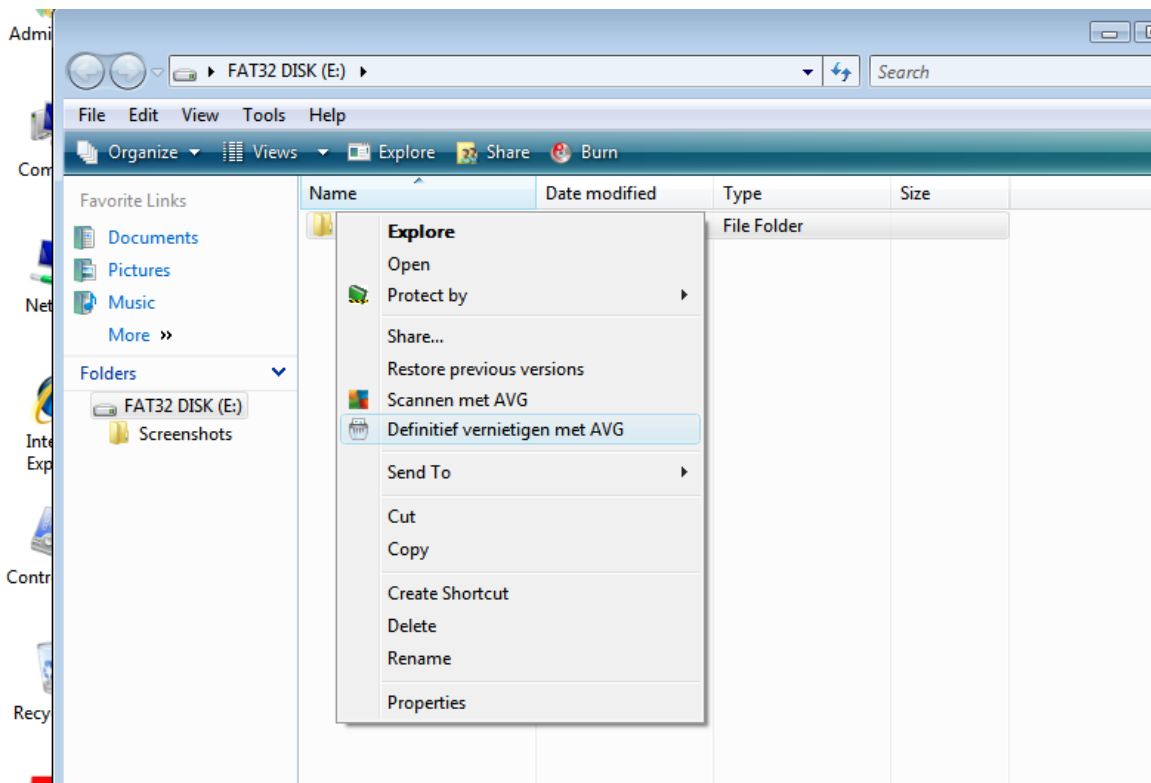 Admi
FAT32 DISK (E:)
Search
File Edit View Tools Help
Organize Views Explore Share Burn
Com
Favorite Links
Name Date modified Type Size
Documents
File Folder
Pictures
Music
More »
Net
Folders
FAT32 DISK (E:)
Screenshots
Inte
Exp
Contr
Recy
Explore
Open
Protect by
Share...
Restore previous versions
Scannen met AVG
Definitief vernietigen met AVG
Send To
Cut
Copy
Create Shortcut
Delete
Rename
Properties